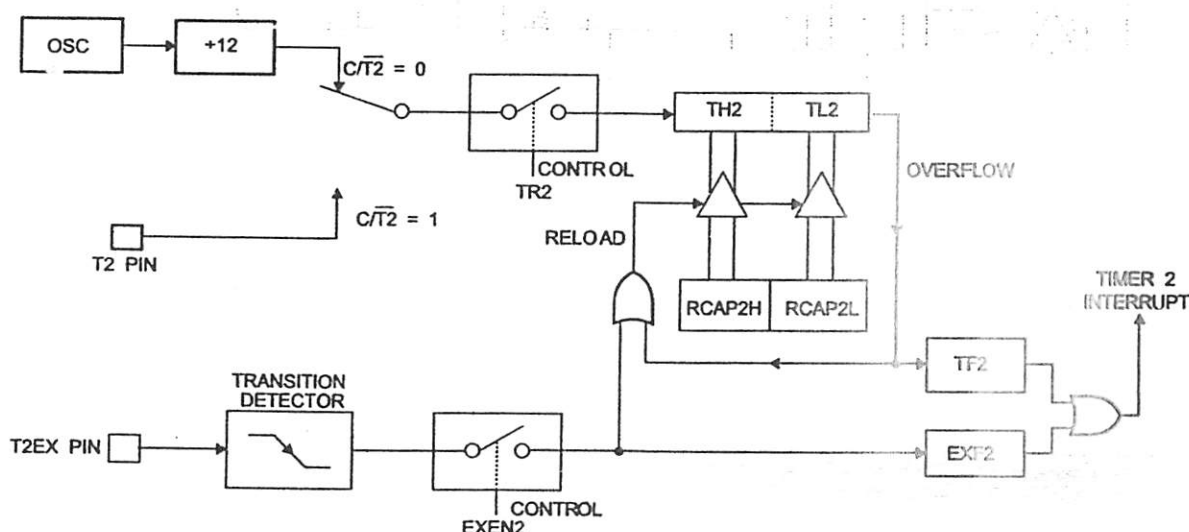 OSC
+12
C/T2 = 0
TH2
TL2
CONTROL
TR2
OVERFLOW
C/T2 = 1
T2 PIN
RELOAD
RCAP2H
RCAP2L
TIMER 2
INTERRUPT
TF2
TRANSITION
DETECTOR
T2EX PIN
EXF2
CONTROL
EXEN2